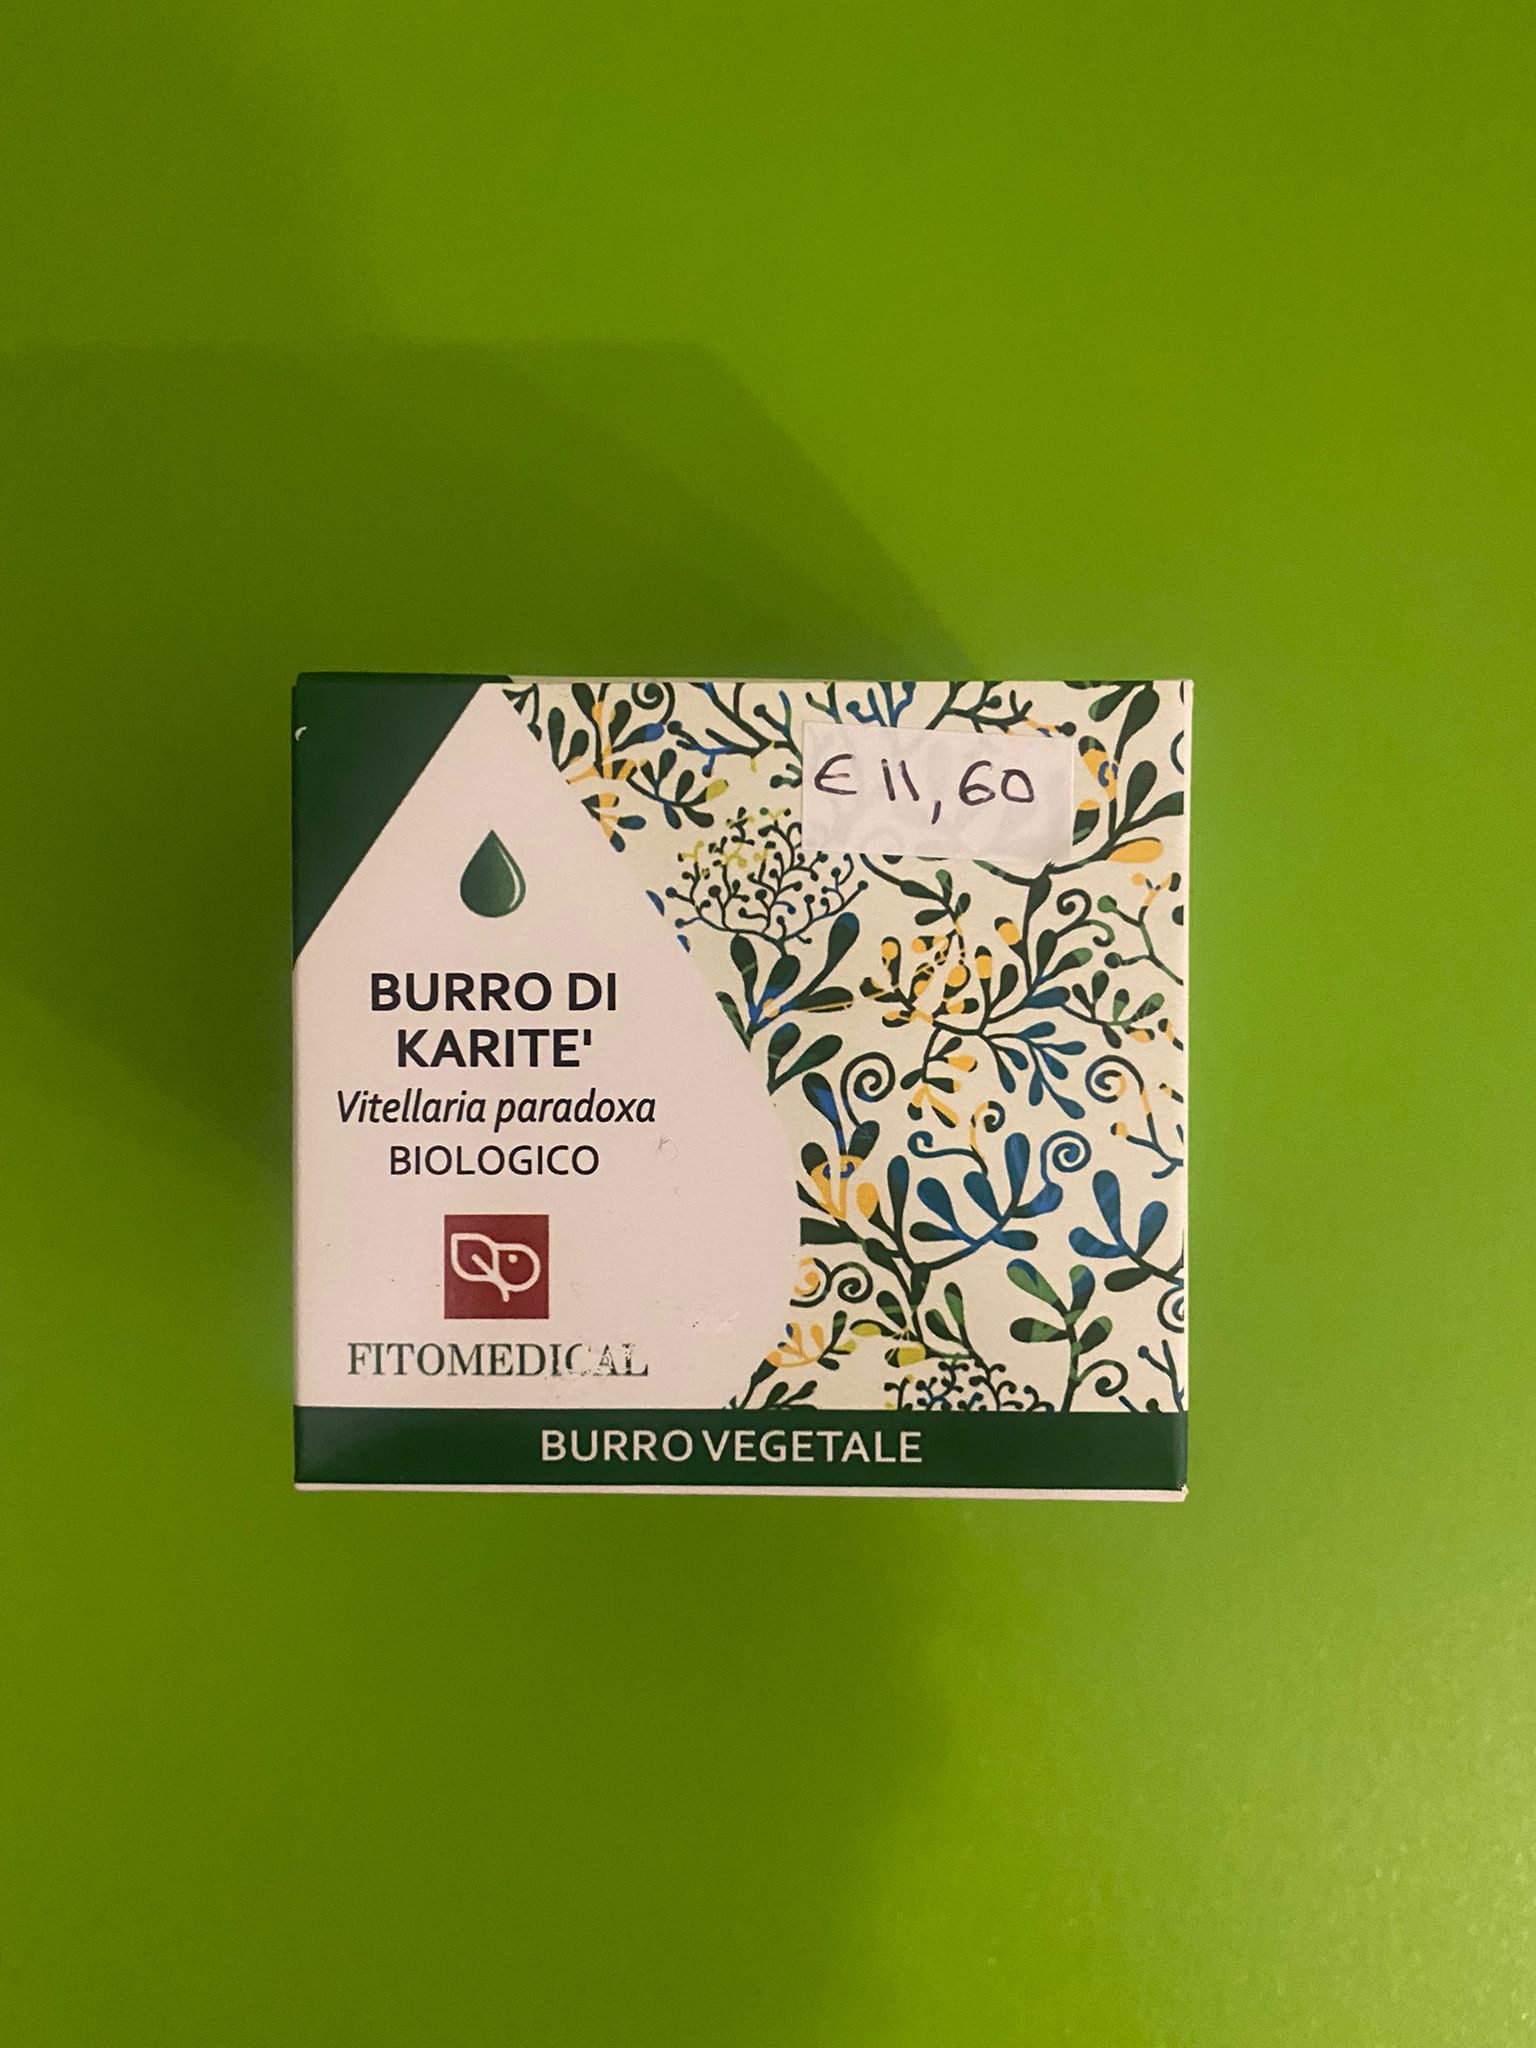 € 11,60
BURRO DI
KARITE'
Vitellaria paradoxa
BIOLOGICO
FITOMEDICAL
BURRO VEGETALE